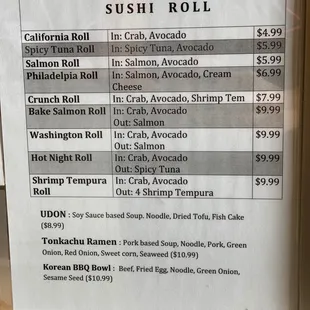 SUSHI ROLL
California Roll In: Crab, Avocado $4.99
Spicy Tuna Roll In: Spicy Tuna, Avocado $5.99
Salmon Roll In: Salmon, Avocado $5.99
Philadelpia Roll In: Salmon, Avocado, Cream $6.99
Cheese
Crunch Roll In: Crab, Avocado, Shrimp Tem $7.99
Bake Salmon Roll In: Crab, Avocado $9.99
Out: Salmon
Washington Roll In: Crab, Avocado $9.99
Out: Salmon
Hot Night Roll In: Crab, Avocado $9.99
Out: Spicy Tuna
Shrimp Tempura In: Crab, Avocado $9.99
Roll Out: 4 Shrimp Tempura
UDON : Soy Sauce based Soup, Noodle, Dried Tofu, Fish Cake
($8.99)
Tonkachu Ramen : Pork based Soup, Noodle, Pork, Green
Onion, Red Onion, Sweet corn, Seaweed ($10.99)
Korean BBQ Bowl : Beef, Fried Egg, Noodle, Green Onion,
Sesame Seed ($10.99)